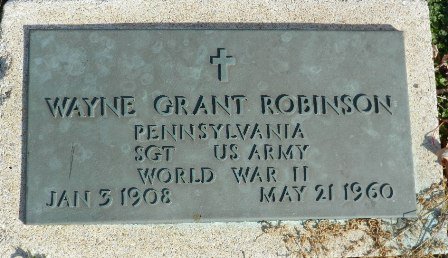 WAYNE GRANT ROBINSON
PENNSYLVANIA
SGT US ARMY
WORLD WAR II
JAN 3 1908 MAY 21 1960